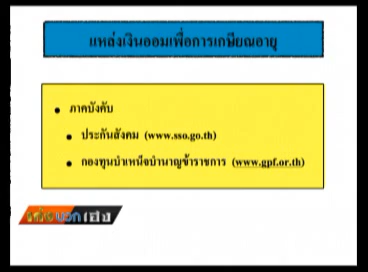 แหล่งเงินออมเพื่อการเกษียณอายุ
• ภาคบังคับ
• ประกันสังคม (www.sso.go.th)
• กองทุนบำเหน็จบำนาญข้าราชการ (www.gpf.or.th)